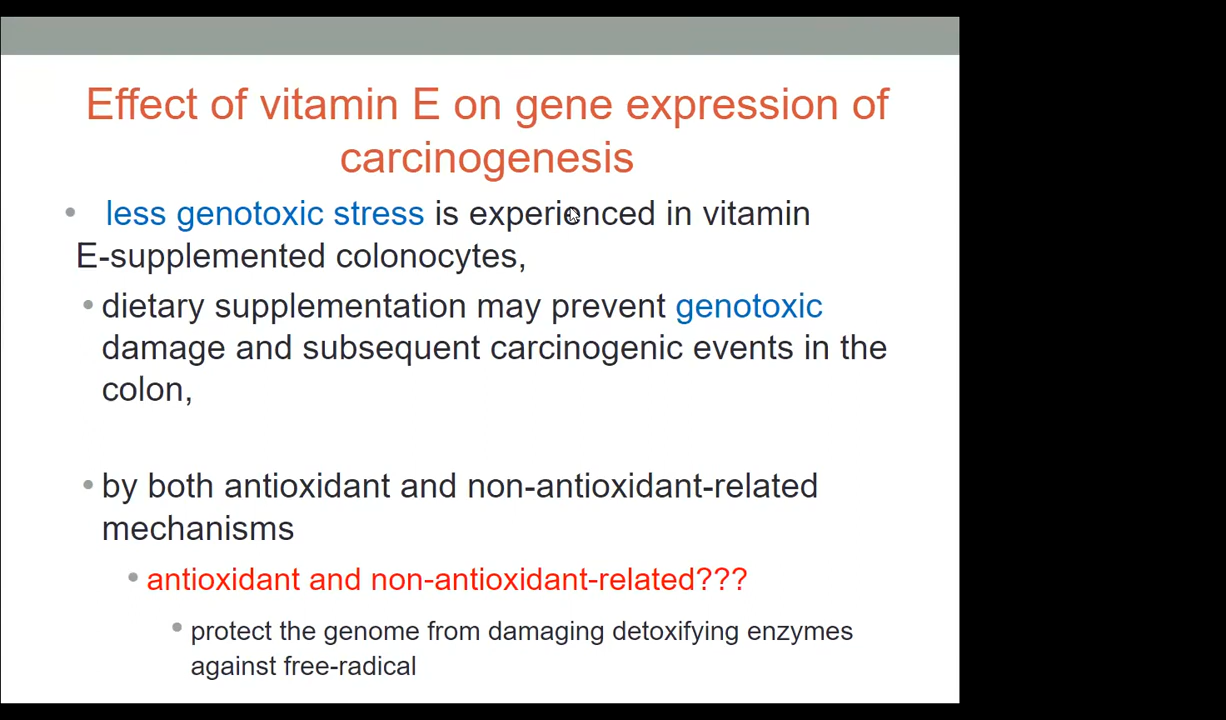 Effect of vitamin E on gene expression of
carcinogenesis
• less genotoxic stress is experienced in vitamin
E-supplemented colonocytes,
• dietary supplementation may prevent genotoxic
damage and subsequent carcinogenic events in the
colon,
• by both antioxidant and non-antioxidant-related
mechanisms
• antioxidant and non-antioxidant-related???
• protect the genome from damaging detoxifying enzymes
against free-radical